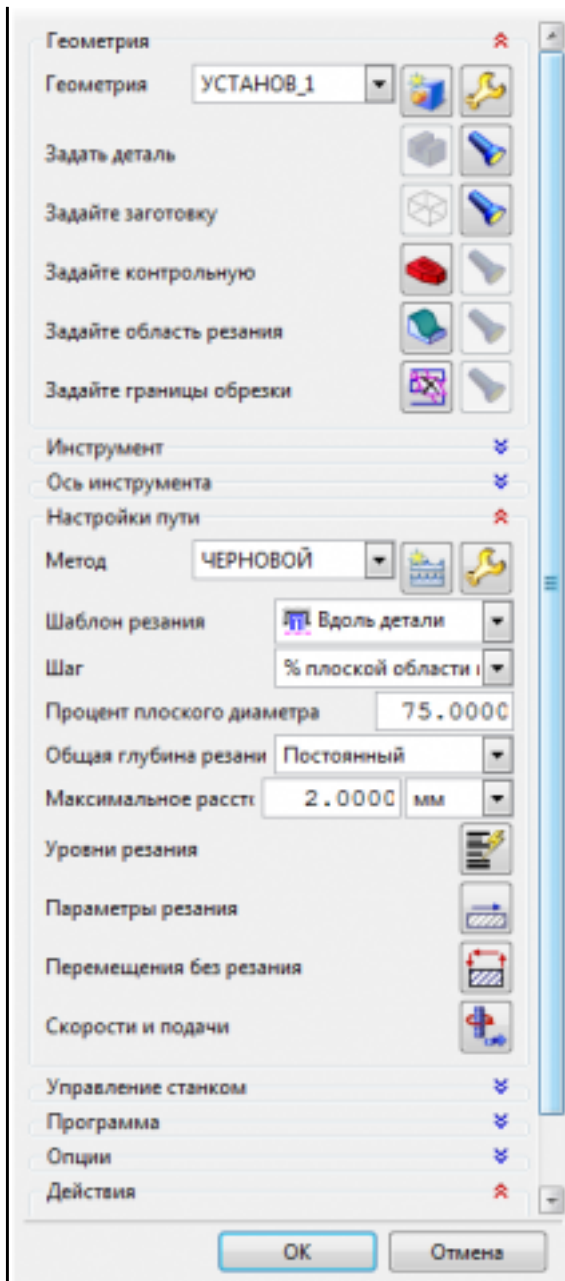 Геометрия
Геометрия УСТАНОВ_1
Задать деталь
Задайте заготовку
Задайте контрольную
Задайте область резания
Задайте границы обрезки
Инструмент
Ось инструмента
Настройки пути
Метод ЧЕРНОВОЙ
Шаблон резания Вдоль детали
Шаг % плоской области
Процент плоского диаметра 75.0000
Общая глубина резани Постоянный
Максимальное расст 2.0000 мм
Уровни резания
Параметры резания
Перемещения без резания
Скорости и подачи
Управление станком
Программа
Опции
Действия
ОК Отмена